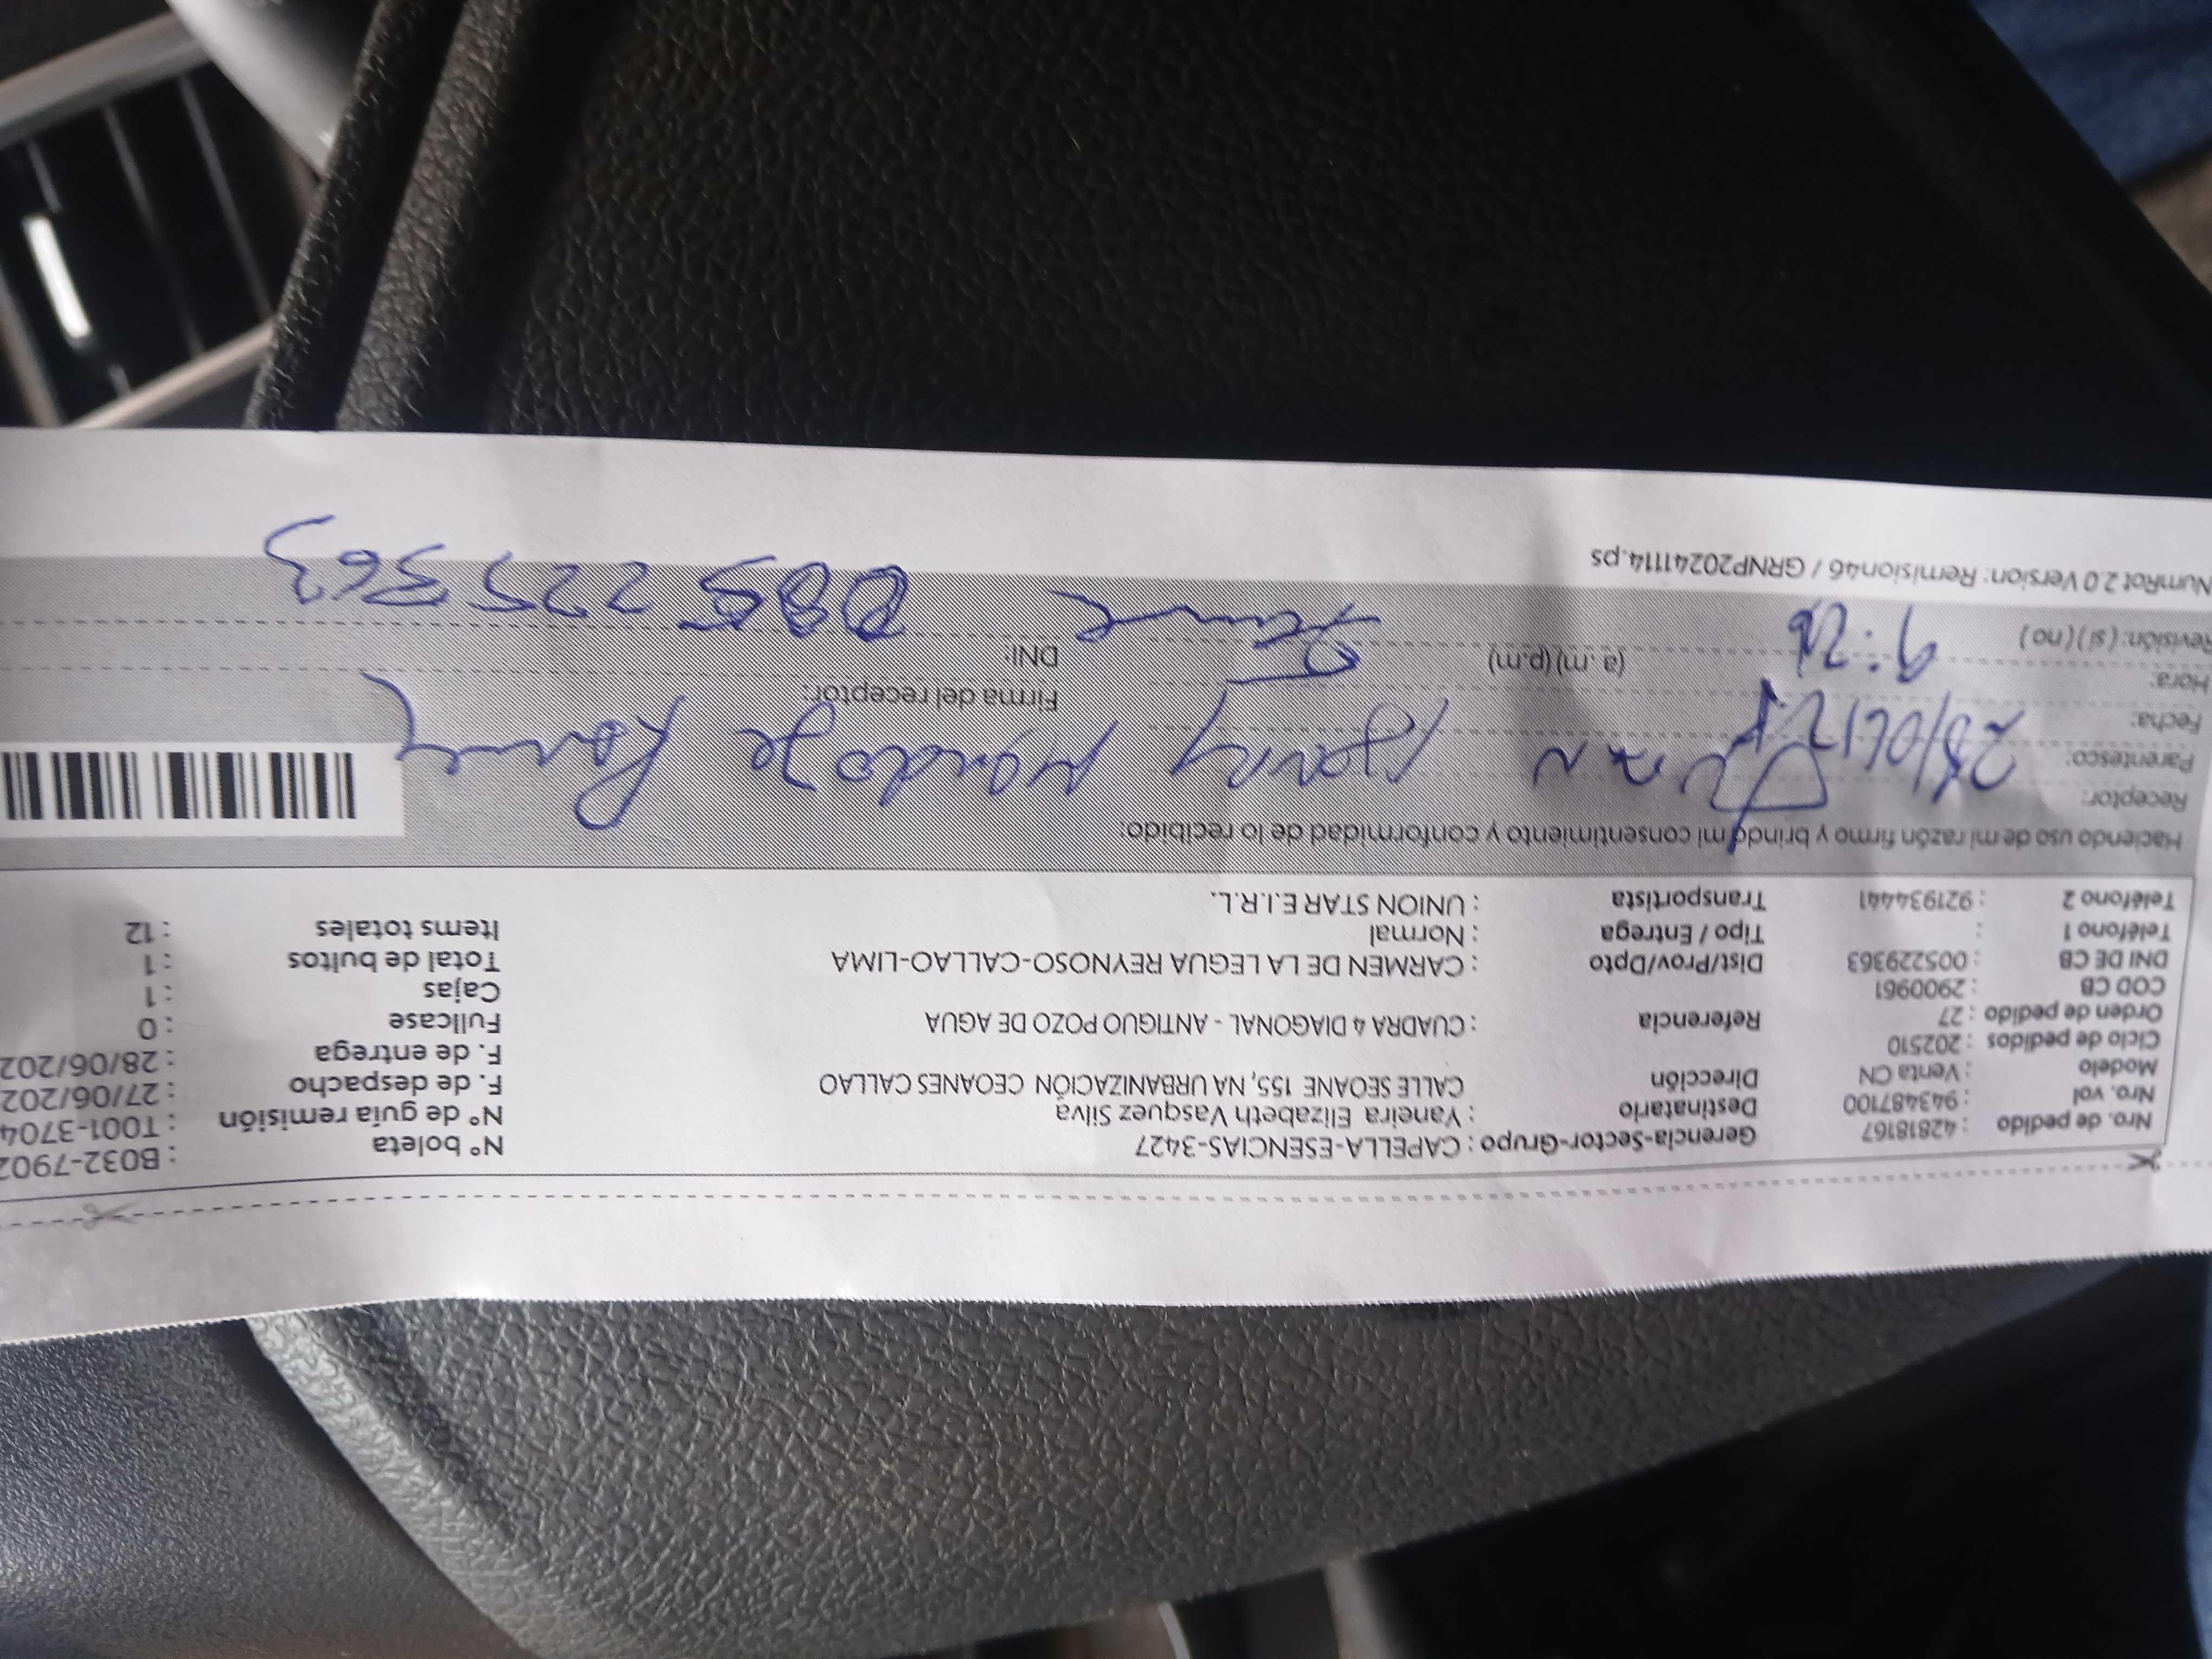 Nro. de pedido : 42818167 Gerencia-Sector-Grupo : CAPELLA-ESENCIAS-3427 N° boleta : B032-7902
Nro. vol : 943487100 Destinatario : Yaneira Elizabeth Vasquez Silva N° de guía remisión : T001-3704
Modelo : Venta CN Dirección CALLE SEOANE 155, NA URBANIZACIÓN CEOANES CALLAO F. de despacho : 27/06/202
Ciclo de pedidos : 202510 F. de entrega : 28/06/202
Orden de pedido : 27 Referencia : CUADRA 4 DIAGONAL - ANTIGUO POZO DE AGUA Fullcase : 0
COD CB : 2900961 Cajas : 1
DNI DE CB : 005229363 Dist/Prov/Dpto : CARMEN DE LA LEGUA REYNOSO-CALLAO-LIMA Total de bultos : 1
Teléfono 1 : Tipo / Entrega : Normal Items totales : 12
Teléfono 2 : 921934441 Transportista : UNION STAR E.I.R.L.
Haciendo uso de mi razón firmo y brindo mi consentimiento y conformidad de lo recibido:
Receptor:
Parentesco:
Fecha: Firma del receptor:
Hora: 9:26 (a. m) (p.m) DNI:
Revisión: (si) (no)
NumRot 2.0 Version: Remision46 / GRNP20241114.ps